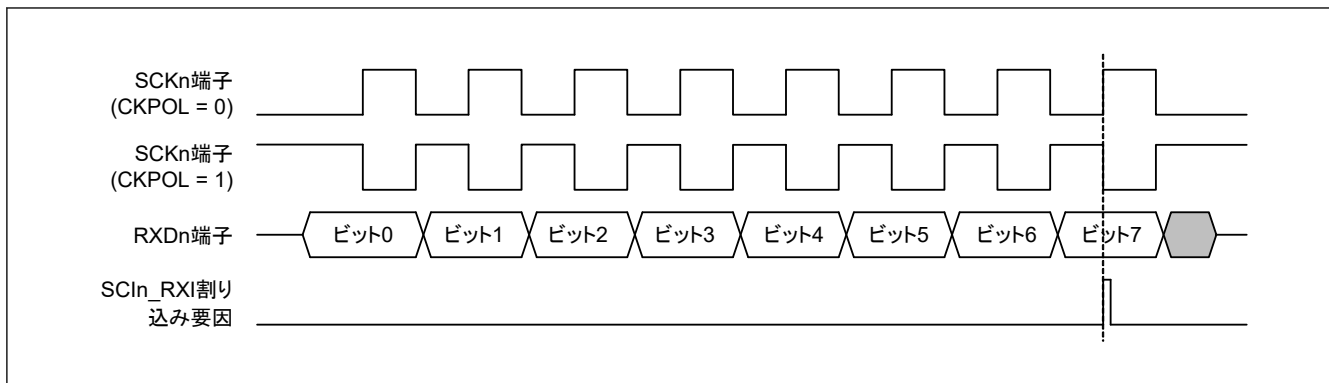 SCKn端子
(CKPOL = 0)
SCKn端子
(CKPOL = 1)
RXDn端子
ビット0 ビット1 ビット2 ビット3 ビット4 ビット5 ビット6 ビット7
SCIn_RXI割り
込み要因